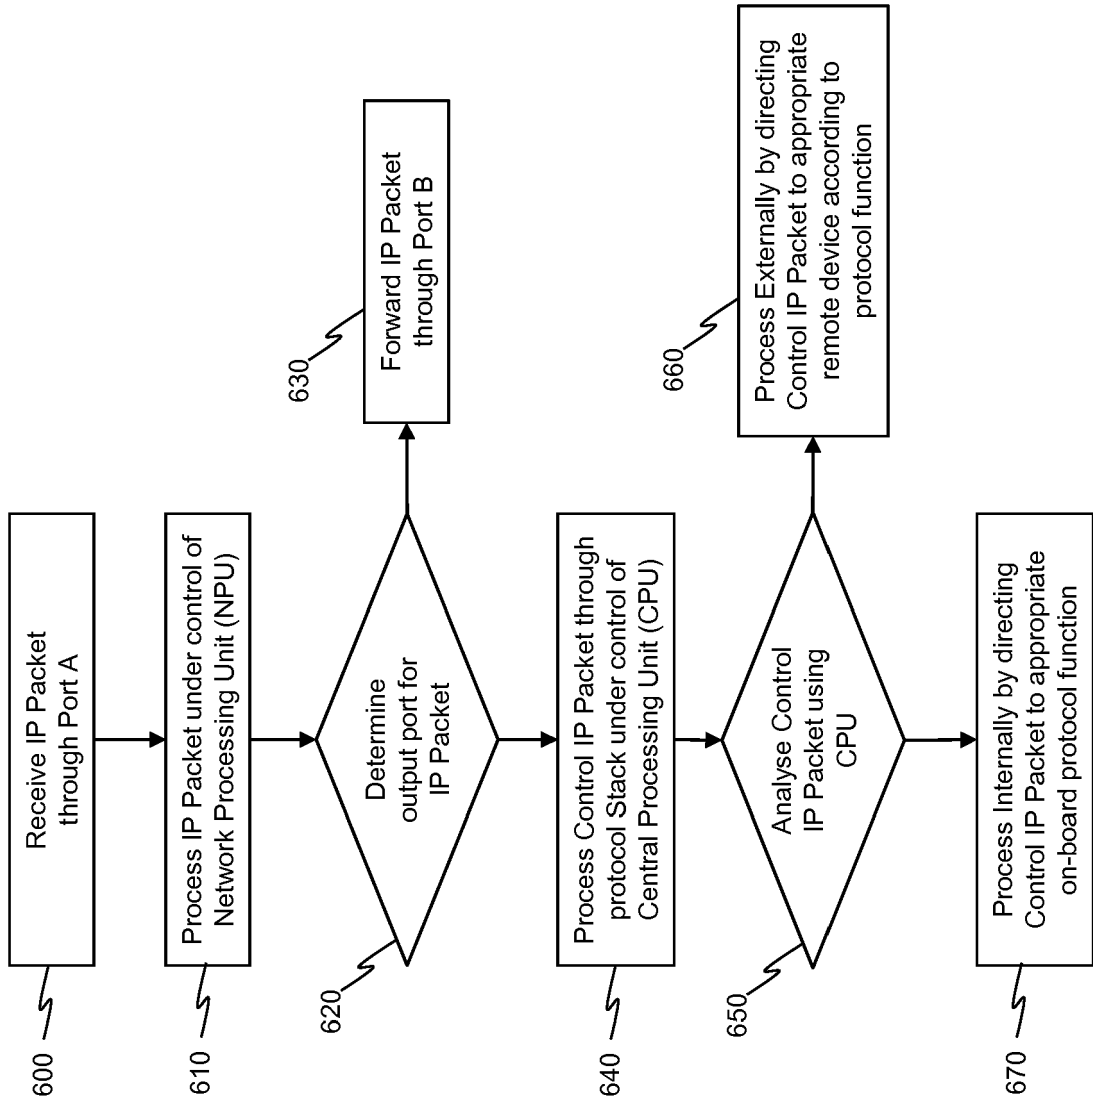 600
Receive IP Packet
through Port A
610
Process IP Packet under control of
Network Processing Unit (NPU)
620
Determine
output port for
IP Packet
630
Forward IP Packet
through Port B
640
Process Control IP Packet through
protocol Stack under control of
Central Processing Unit (CPU)
650
Analyse Control
IP Packet using
CPU
660
Process Externally by directing
Control IP Packet to appropriate
remote device according to
protocol function
670
Process Internally by directing
Control IP Packet to appropriate
on-board protocol function